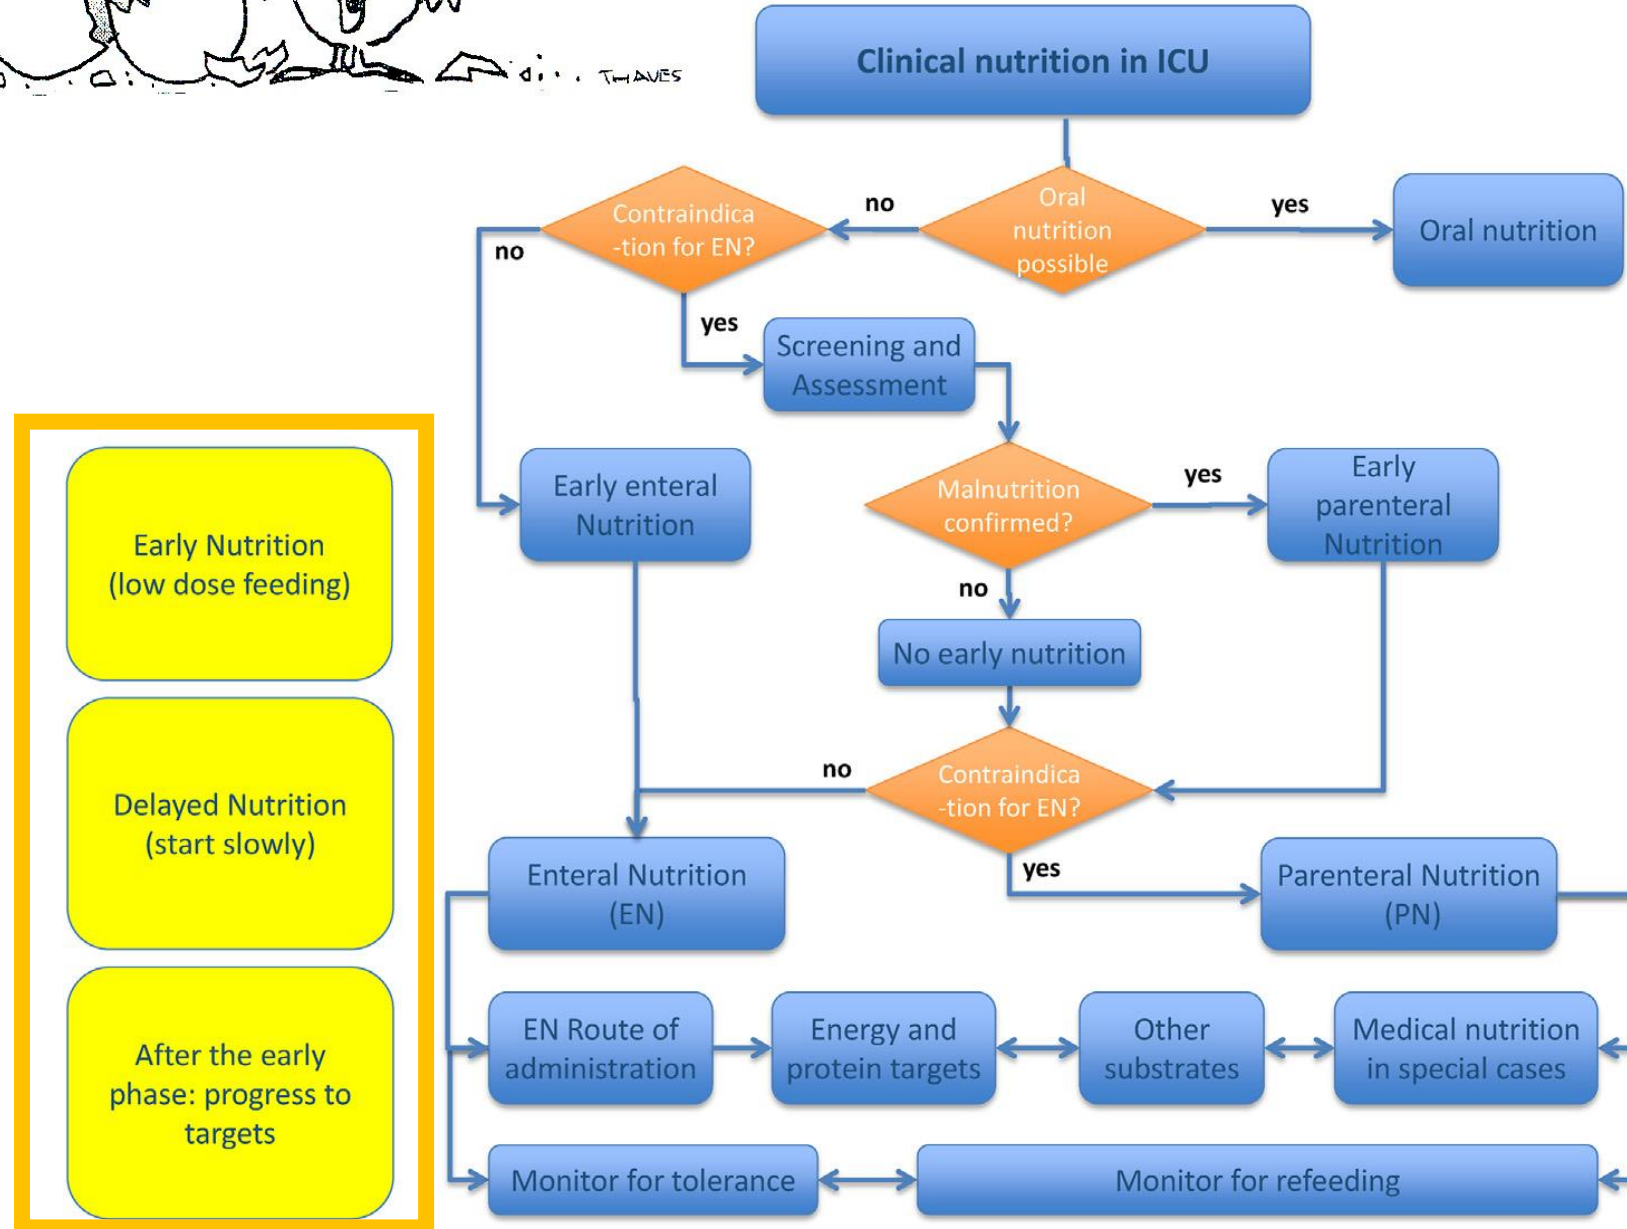 THAVES
Clinical nutrition in ICU
Contraindica
-tion for EN?
no
Oral
nutrition
possible
yes
Oral nutrition
no
yes
Screening and
Assessment
Early Nutrition
(low dose feeding)
Early enteral
Nutrition
Malnutrition
confirmed?
yes
Early
parenteral
Nutrition
no
No early nutrition
Delayed Nutrition
(start slowly)
no
Contraindica
-tion for EN?
yes
Enteral Nutrition
(EN)
Parenteral Nutrition
(PN)
After the early
phase: progress to
targets
EN Route of
administration
Energy and
protein targets
Other
substrates
Medical nutrition
in special cases
Monitor for tolerance
Monitor for refeeding